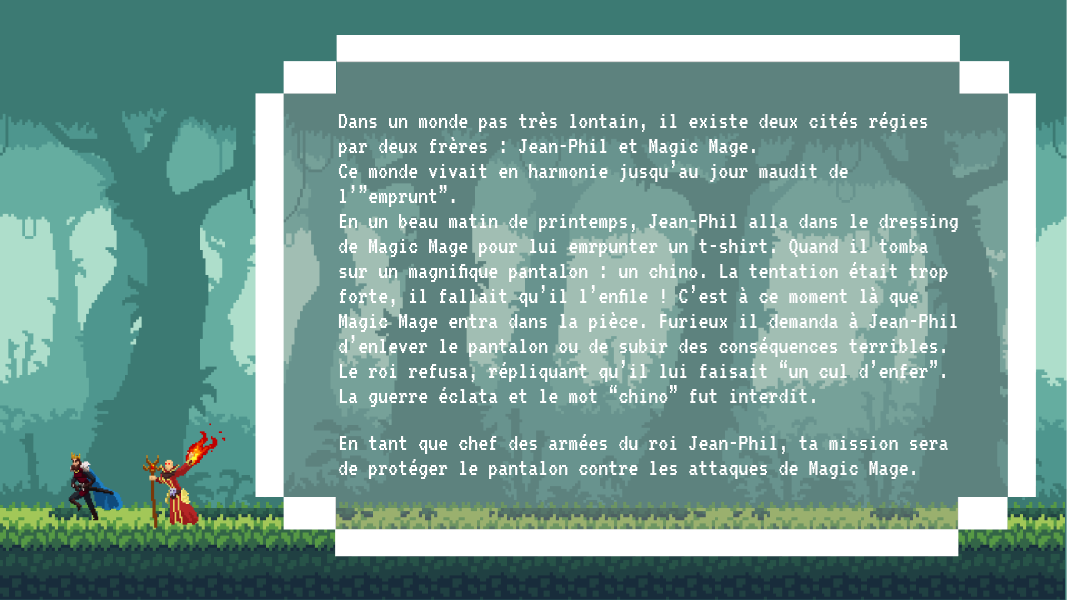 Dans un monde pas très lontain, il existe deux cités régies
par deux frères : Jean-Phil et Magic Mage.
Ce monde vivait en harmonie jusqu’au jour maudit de
l’”emprunt”.
En un beau matin de printemps, Jean-Phil alla dans le dressing
de Magic Mage pour lui emrpunter un t-shirt. Quand il tomba
sur un magnifique pantalon : un chino. La tentation était trop
forte, il fallait qu’il l’enfile ! C’est à ce moment là que
Magic Mage entra dans la pièce. Furieux il demanda à Jean-Phil
d’enlever le pantalon ou de subir des conséquences terribles.
Le roi refusa, répliquant qu’il lui faisait “un cul d’enfer”.
La guerre éclata et le mot “chino” fut interdit.
En tant que chef des armées du roi Jean-Phil, ta mission sera
de protéger le pantalon contre les attaques de Magic Mage.